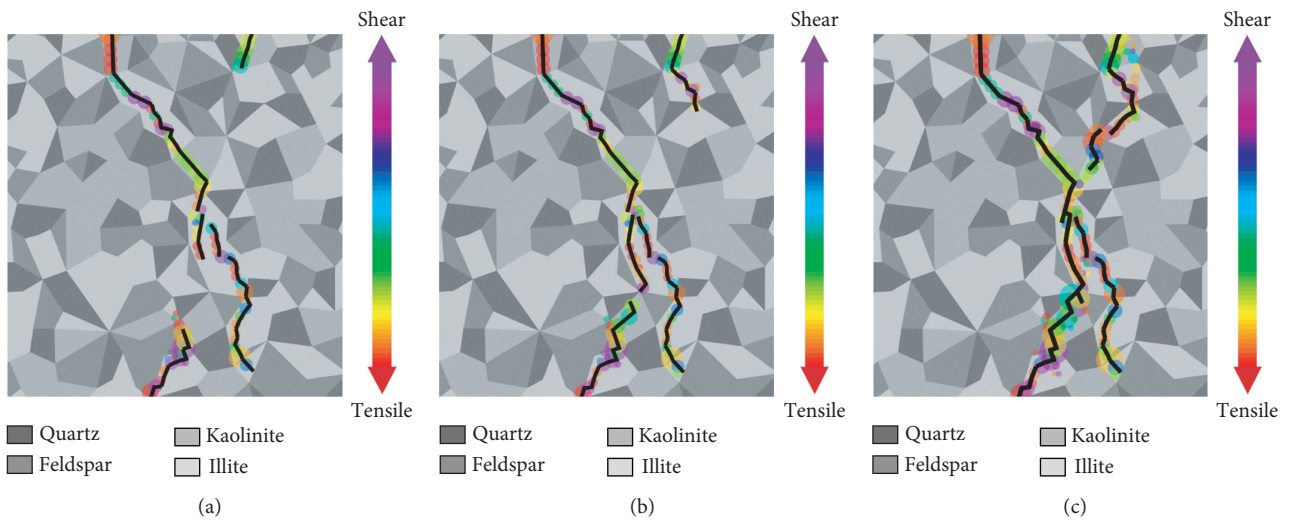 Shear
Tensile
Quartz
Kaolinite
Feldspar
Illite
(a)
Shear
Tensile
Quartz
Kaolinite
Feldspar
Illite
(b)
Shear
Tensile
Quartz
Kaolinite
Feldspar
Illite
(c)